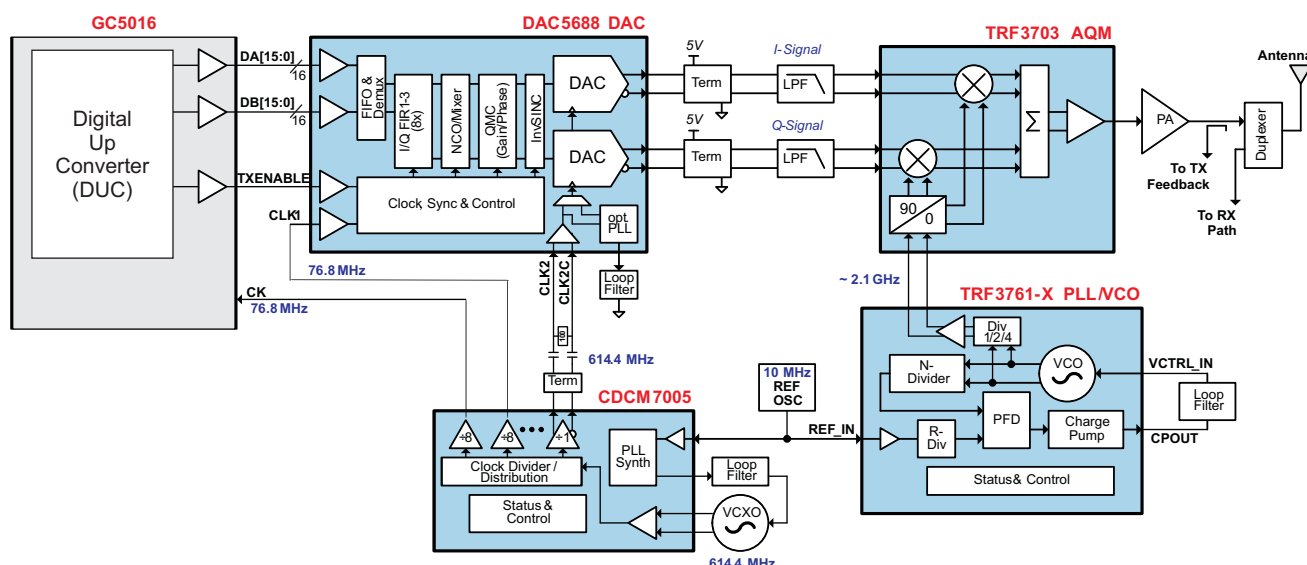 GC5016
Digital
Up
Converter
(DUC)
DA[15:0]
16
DB[15:0]
16
TXENABLE
CLK1
76.8 MHz
CK
76.8 MHz
DAC5688 DAC
FIFO &
Demux
I/Q FIR1-3
(8x)
NCO/Mixer
QMC
(Gain/Phase)
InvSINC
DAC
DAC
Clock, Sync & Control
opt
PLL
Loop
Filter
CLK2
CLK2C
100
614.4 MHz
Term
5V
Term
I-Signal
LPF
5V
Term
Q-Signal
LPF
TRF3703 AQM
90
0
Σ
PA
To TX
Feedback
To RX
Path
Duplexer
Antenna
~ 2.1 GHz
TRF3761-X PLL/VCO
Div
1/2/4
N-
Divider
VCO
VCTRL_IN
Loop
Filter
CPOUT
PFD
Charge
Pump
R-
Div
REF_IN
Status & Control
10 MHz
REF
OSC
CDCM7005
÷8
÷8
÷1
Clock Divider /
Distribution
PLL
Synth
Loop
Filter
Status &
Control
VCXO
614.4 MHz